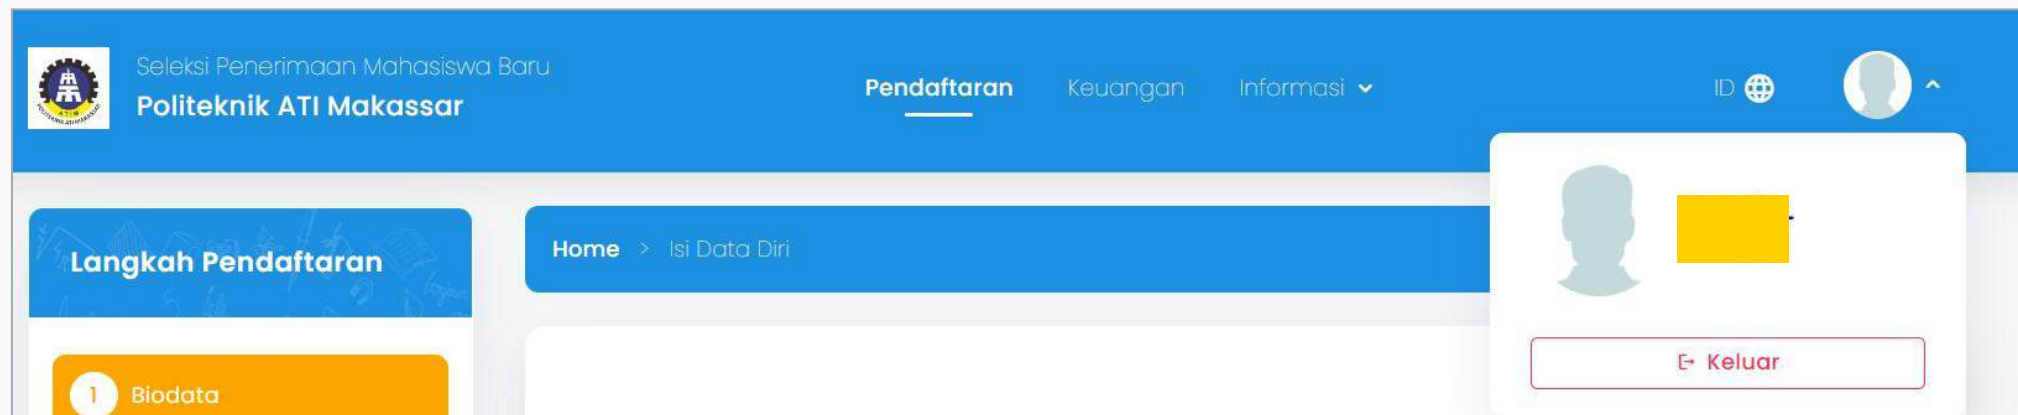 Seleksi Penerimaan Mahasiswa Baru
Politeknik ATI Makassar
Pendaftaran
Keuangan
Informasi
ID
Langkah Pendaftaran
Home > Isi Data Diri
Keluar
1 Biodata